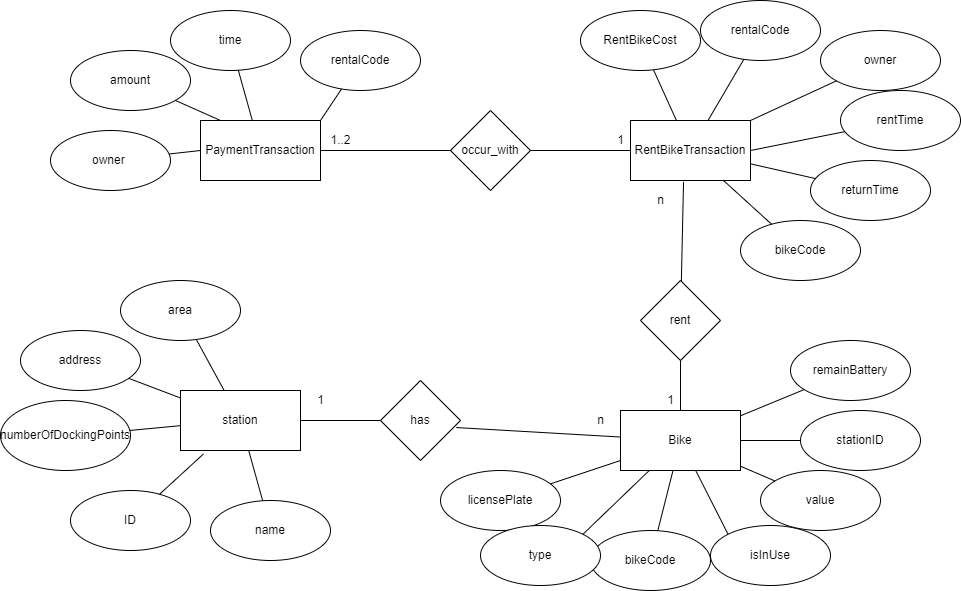 time
RentBikeCost
rentalCode
rentalCode
owner
amount
rentTime
1..2
1
owner
PaymentTransaction
occur_with
RentBikeTransaction
returnTime
n
bikeCode
area
rent
address
remainBattery
1
1
numberOfDockingPoints
station
has
n
Bike
stationID
licensePlate
value
ID
name
type
bikeCode
isInUse